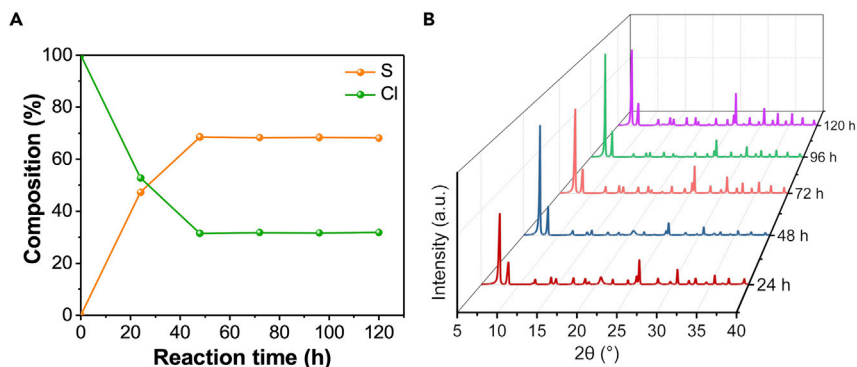 A
Composition (%)
100
80
60
40
20
0
S
Cl
0 20 40 60 80 100 120
Reaction time (h)
B
Intensity (a.u.)
120 h
96 h
72 h
48 h
24 h
5 10 15 20 25 30 35 40
2θ (°)